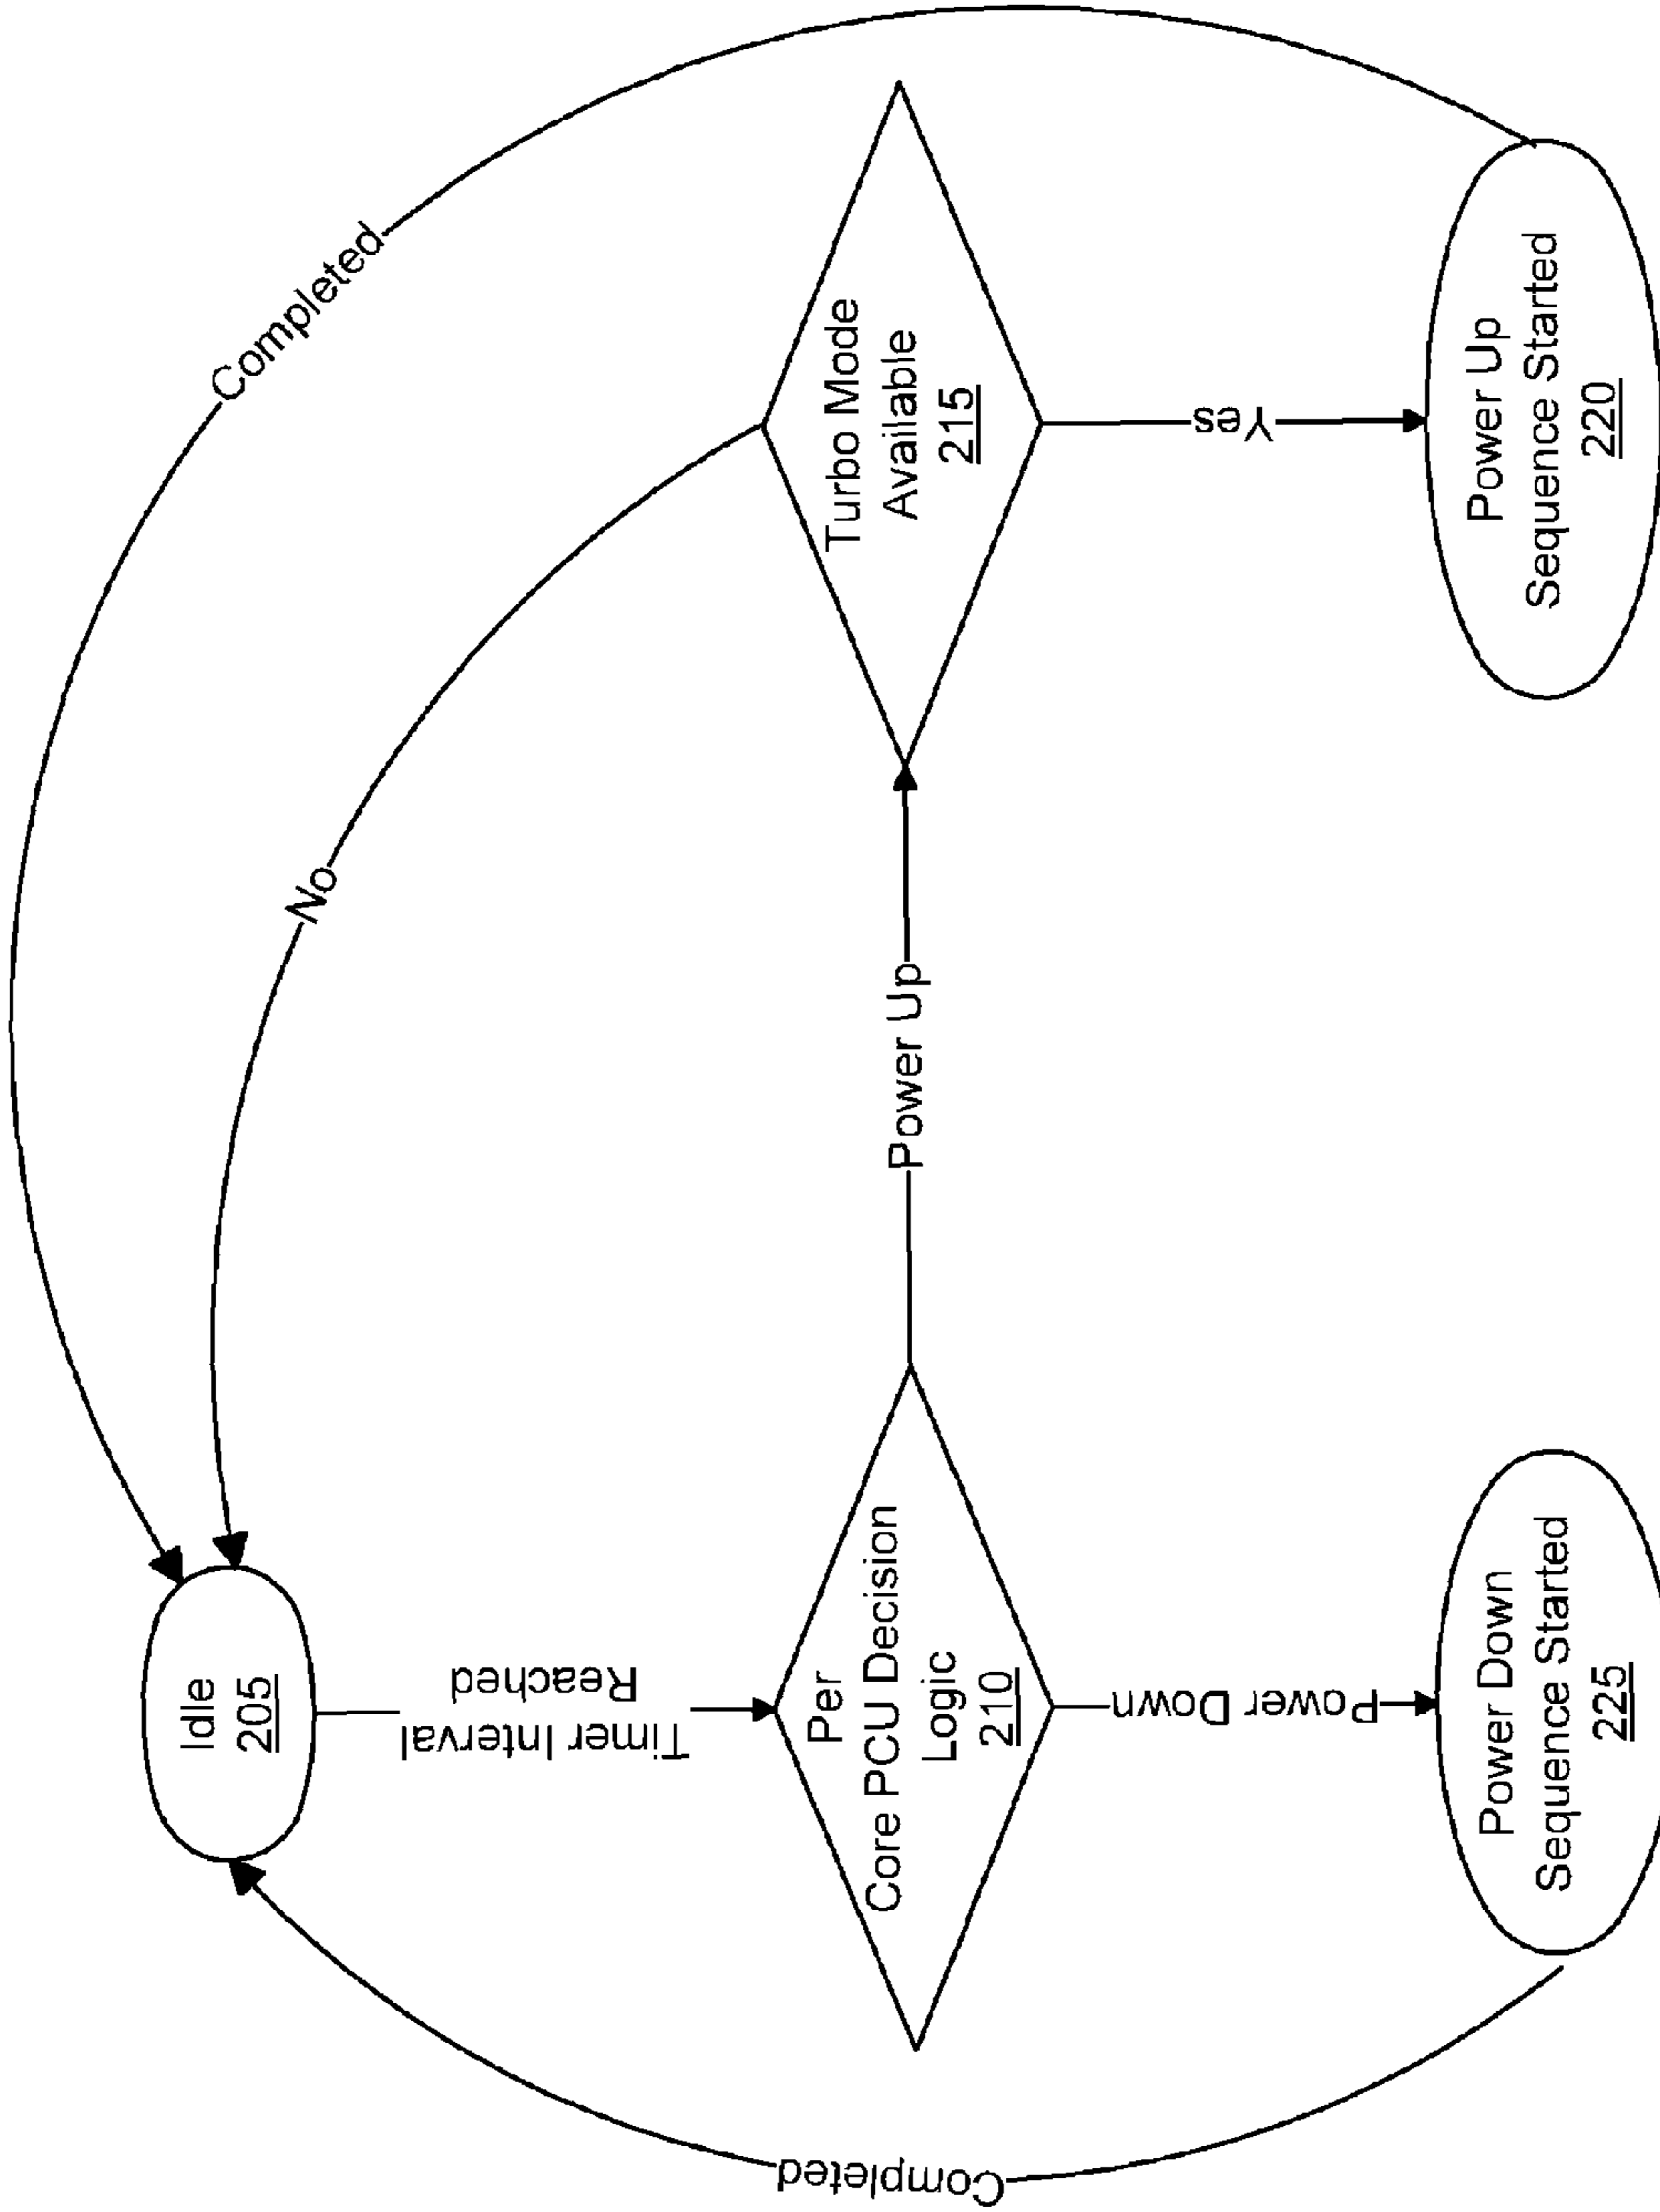 Idle
205
Timer Interval
Reached
Per
Core PCU Decision
Logic
210
Power Up
Turbo Mode
Available
215
No
Completed
Yes
Power Up
Sequence Started
220
Power Down
Power Down
Sequence Started
225
Completed